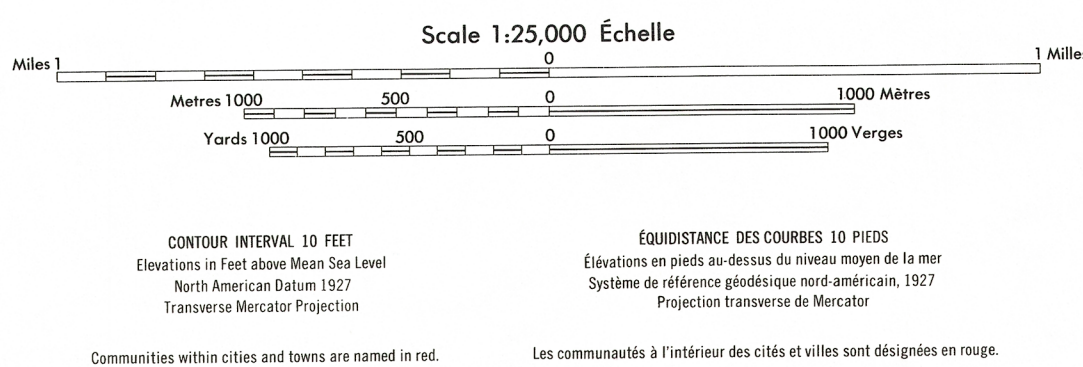 Scale 1:25,000 Échelle
Miles 1 0 1 Mille
Metres 1000 500 0 1000 Mètres
Yards 1000 500 0 1000 Verges
CONTOUR INTERVAL 10 FEET
Elevations in Feet above Mean Sea Level
North American Datum 1927
Transverse Mercator Projection
Communities within cities and towns are named in red.
ÉQUIDISTANCE DES COURBES 10 PIEDS
Élévations en pieds au-dessus du niveau moyen de la mer
Système de référence géodésique nord-américain, 1927
Projection transverse de Mercator
Les communautés à l'intérieur des cités et villes sont désignées en rouge.